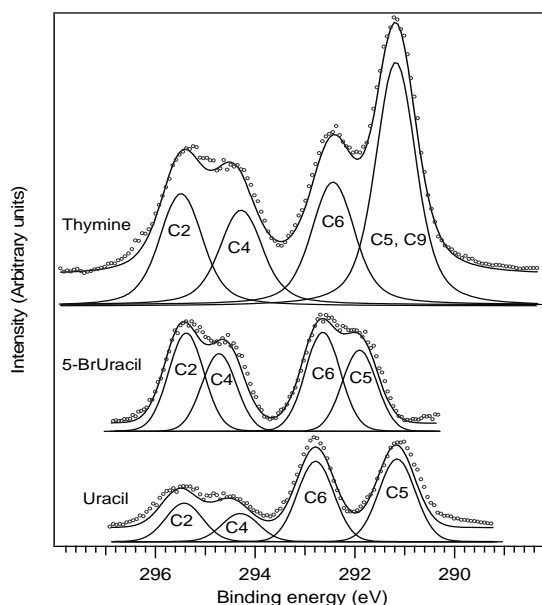 Intensity (Arbitrary units)
Thymine
C2
C4
C6
C5, C9
5-BrUracil
C2
C4
C6
C5
Uracil
C2
C4
C6
C5
296 294 292 290
Binding energy (eV)